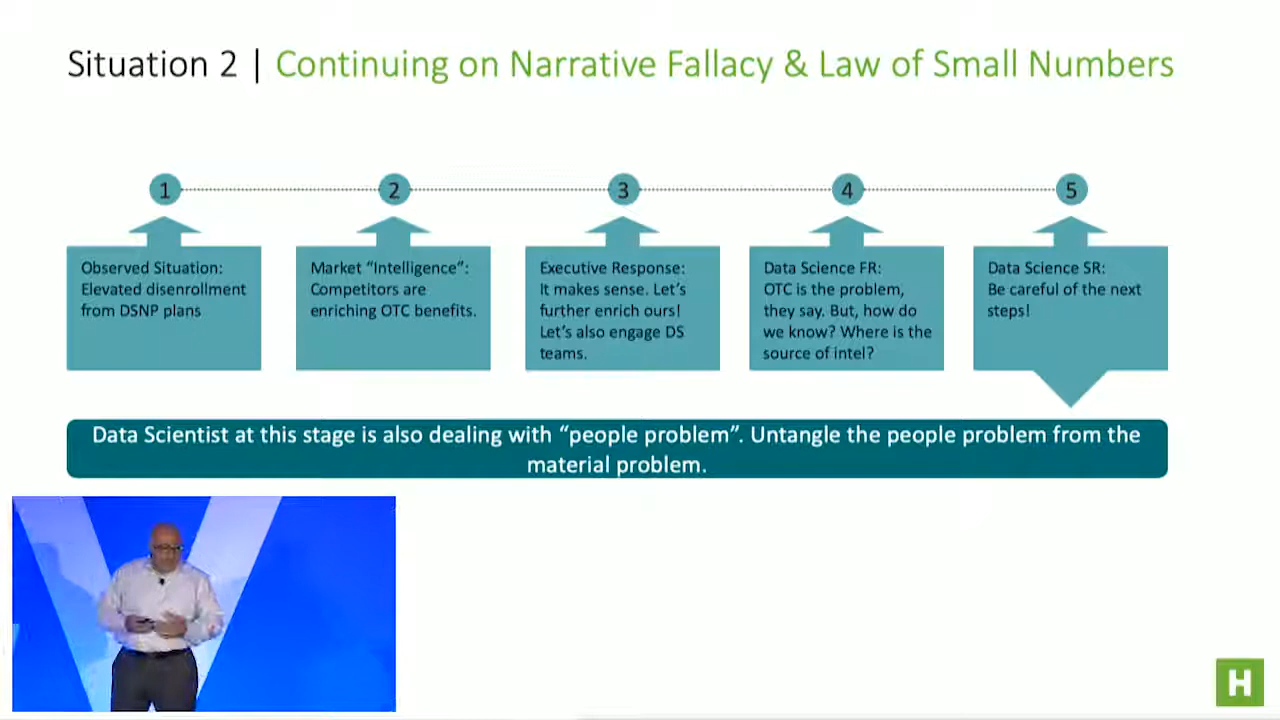 Situation 2 | Continuing on Narrative Fallacy & Law of Small Numbers
1
2
3
4
5
Observed Situation:
Elevated disenrollment
from DSNP plans
Market “Intelligence”:
Competitors are
enriching OTC benefits.
Executive Response:
It makes sense. Let’s
further enrich ours!
Let’s also engage DS
teams.
Data Science FR:
OTC is the problem,
they say. But, how do
we know? Where is the
source of intel?
Data Science SR:
Be careful of the next
steps!
Data Scientist at this stage is also dealing with “people problem”. Untangle the people problem from the
material problem.
H